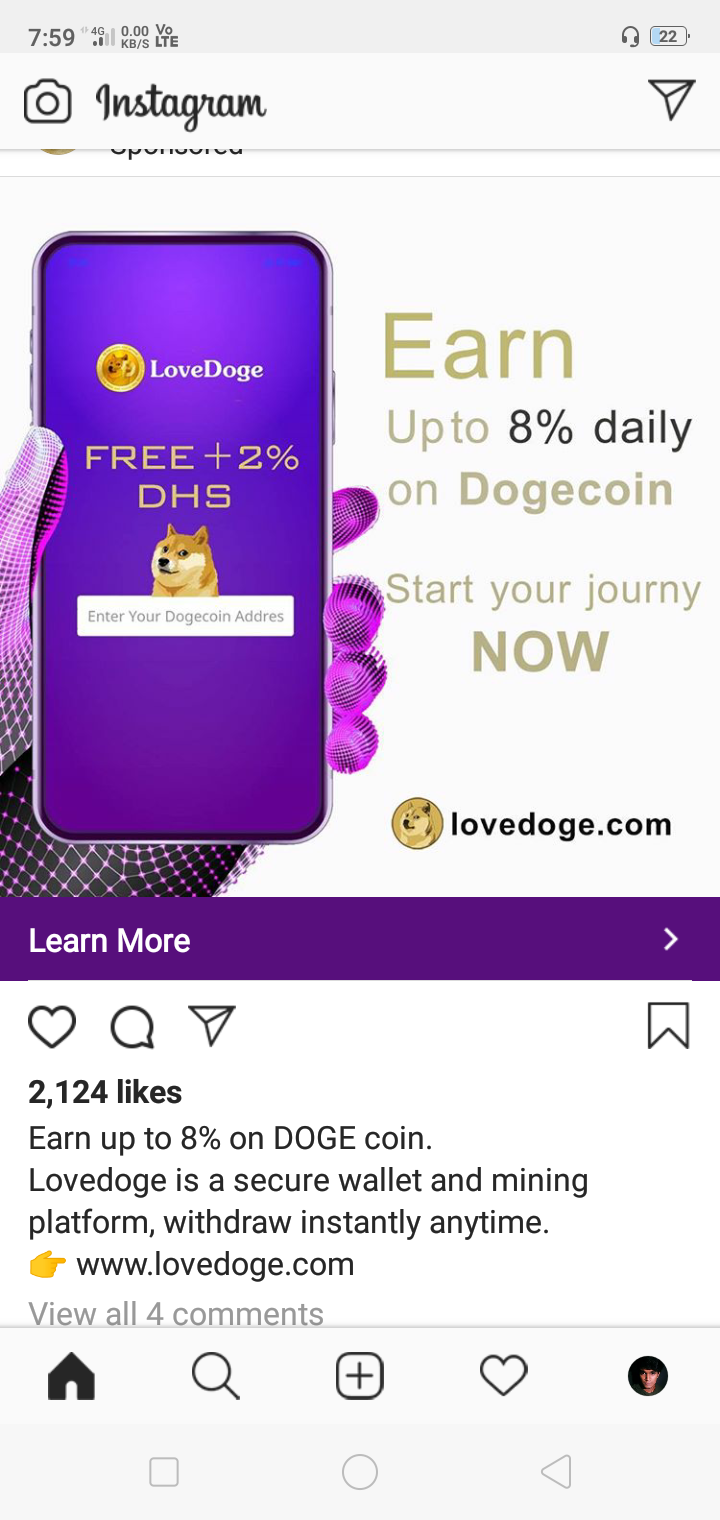 7:59 4G 0.00 KB/S Vo LTE 22
Instagram
Sponsored
LoveDoge
FREE+2%
DHS
Enter Your Dogecoin Addres
Earn
Upto 8% daily
on Dogecoin
Start your journy
NOW
lovedoge.com
Learn More
2,124 likes
Earn up to 8% on DOGE coin.
Lovedoge is a secure wallet and mining
platform, withdraw instantly anytime.
👉 www.lovedoge.com
View all 4 comments